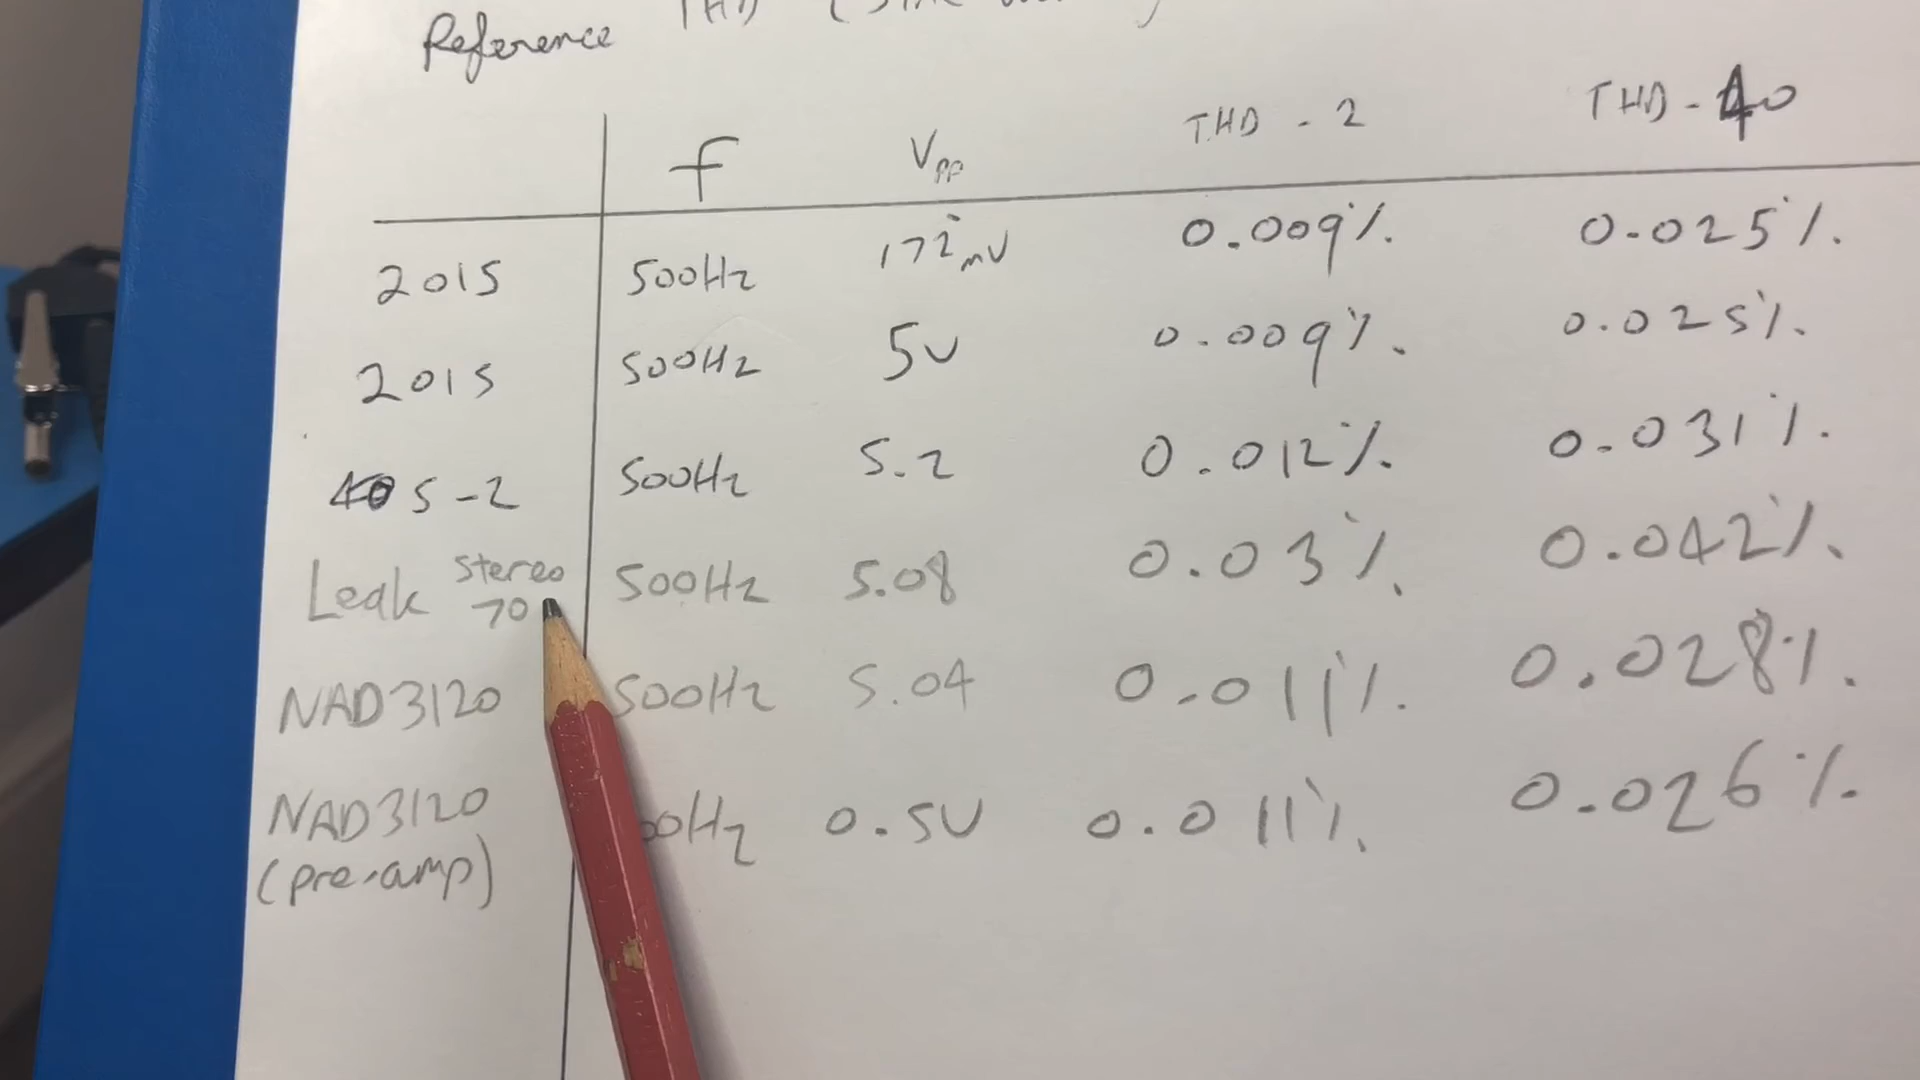 Reference THD
f Vpp THD - 2 THD - 40
2015 500Hz 172mV 0.009% 0.025%
2015 500Hz 5V 0.009% 0.025%
405-2 500Hz 5.2 0.012% 0.031%
Leak Stereo 70 500Hz 5.08 0.03% 0.042%
NAD3120 500Hz 5.04 0.011% 0.028%
NAD3120 00Hz 0.5V 0.011% 0.026%
(pre-amp)